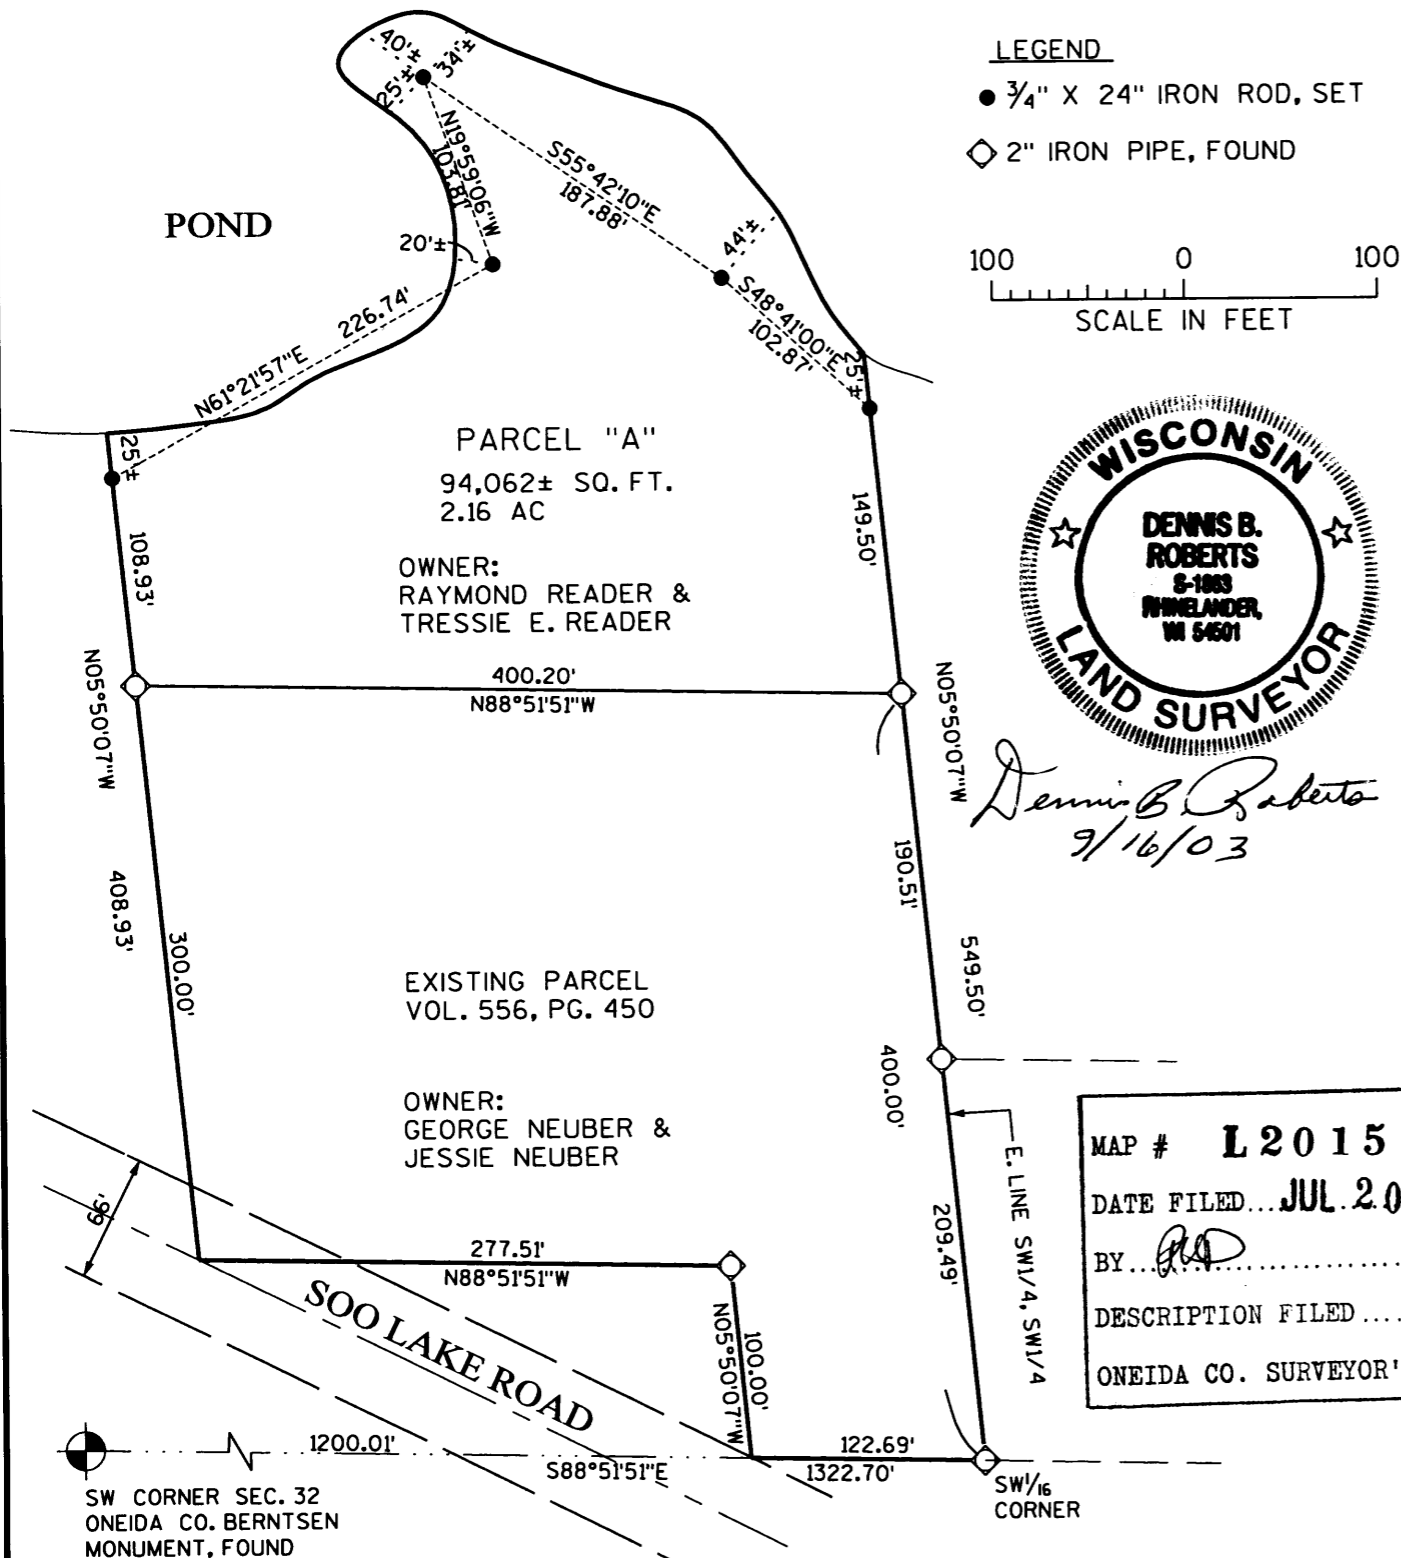 LEGEND
3/4" X 24" IRON ROD, SET
2" IRON PIPE, FOUND
100 0 100
SCALE IN FEET
40'±
34'±
25'±
N19°59'06"W
103.81'
S55°42'10"E
187.88'
POND
20'±
44'±
S48°41'00"E
102.87'
25'±
226.74'
N61°21'57"E
25'±
PARCEL "A"
94,062± SQ. FT.
2.16 AC
OWNER:
RAYMOND READER &
TRESSIE E. READER
108.93'
149.50'
WISCONSIN
DENNIS B.
ROBERTS
S-1863
RHINELANDER,
WI 54501
LAND SURVEYOR
Dennis B. Roberts
9/16/03
400.20'
N88°51'51"W
N05°50'07"W
N05°50'07"W
190.51'
408.93'
300.00'
549.50'
400.00'
EXISTING PARCEL
VOL. 556, PG. 450
OWNER:
GEORGE NEUBER &
JESSIE NEUBER
E. LINE SW1/4, SW1/4
209.49'
MAP # L2015
DATE FILED...JUL 20
BY
DESCRIPTION FILED....
ONEIDA CO. SURVEYOR'
66'
277.51'
N88°51'51"W
SOO LAKE ROAD
100.00'
N05°50'07"W
1200.01'
S88°51'51"E
122.69'
1322.70'
SW1/16
CORNER
SW CORNER SEC. 32
ONEIDA CO. BERNTSEN
MONUMENT, FOUND